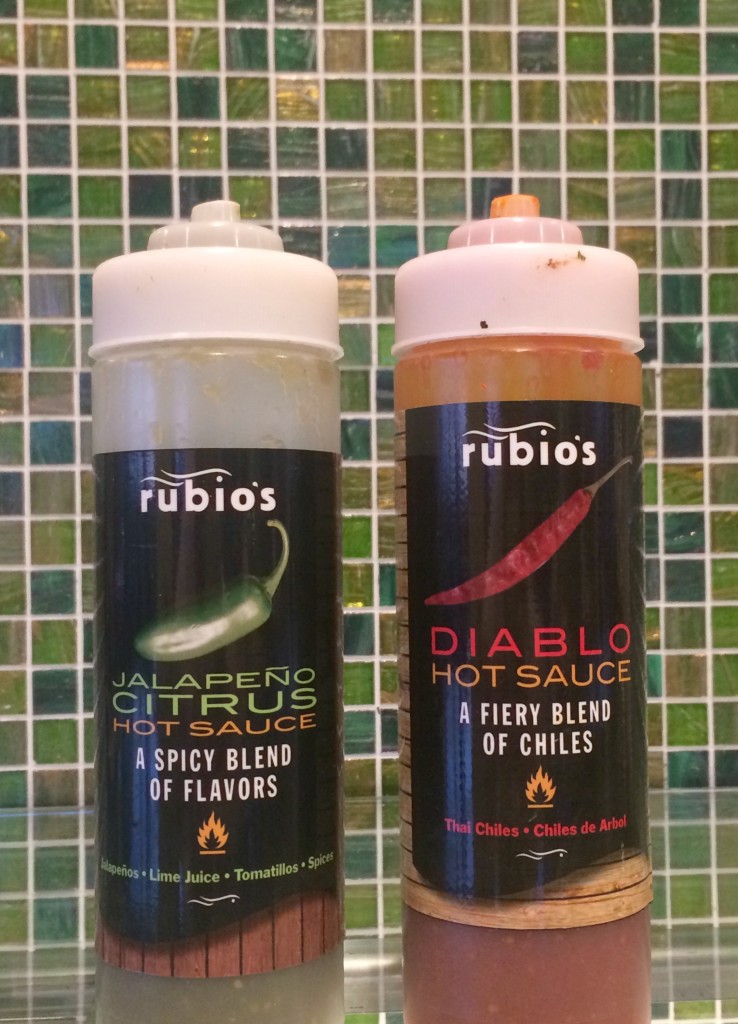 rubio's
JALAPEÑO
CITRUS
HOT SAUCE
A SPICY BLEND
OF FLAVORS
Jalapeños • Lime Juice • Tomatillos • Spices
rubio's
DIABLO
HOT SAUCE
A FIERY BLEND
OF CHILES
Thai Chiles • Chiles de Arbol